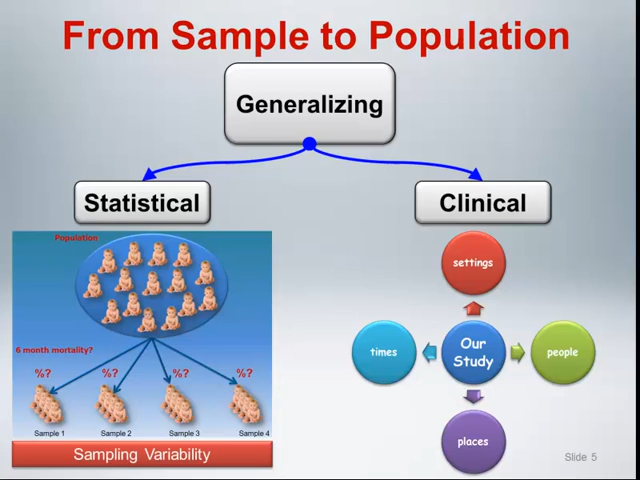 From Sample to Population
Generalizing
Statistical
Clinical
Population
6 month mortality?
%?
%?
%?
%?
Sample 1
Sample 2
Sample 3
Sample 4
Sampling Variability
settings
times
Our
Study
people
places
Slide 5